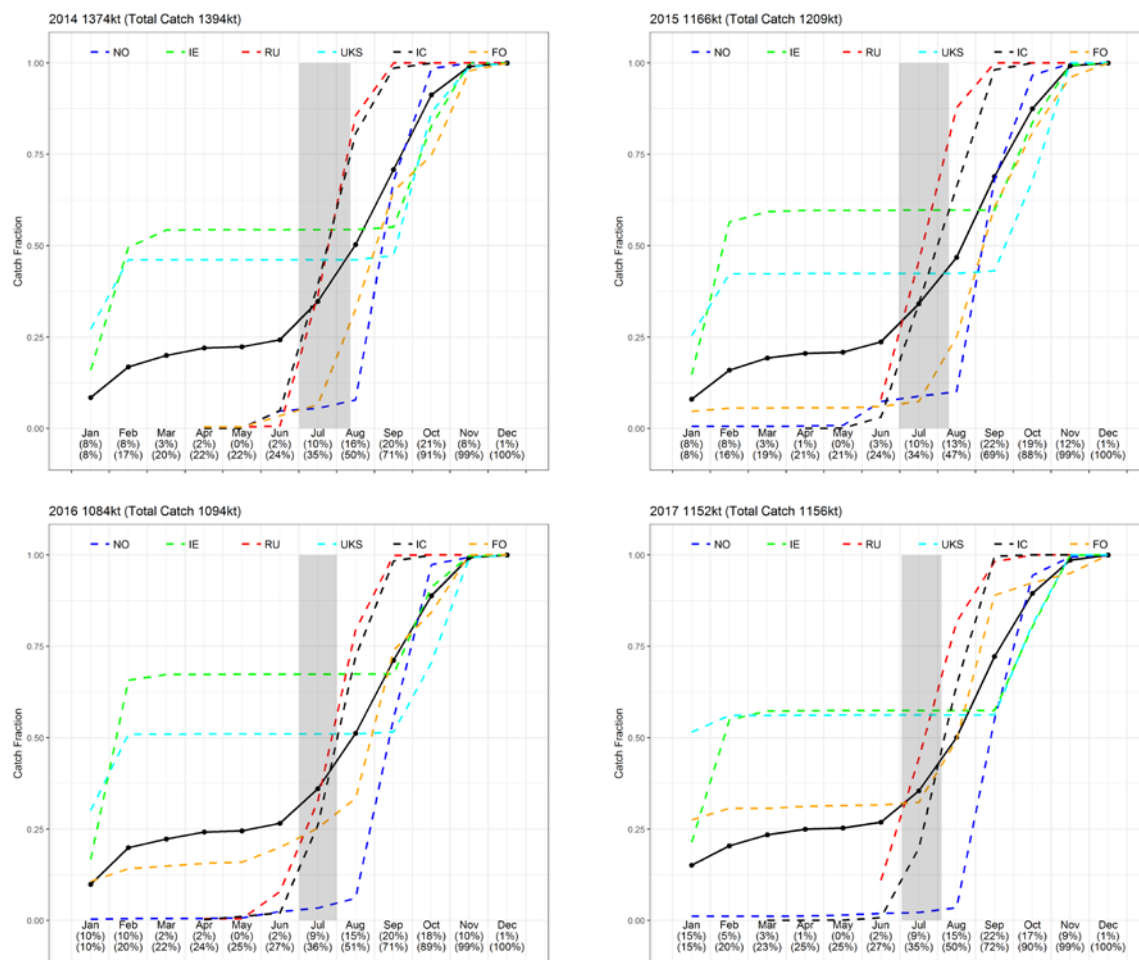 2014 1374kt (Total Catch 1394kt)
NO IE RU UKS IC FO
1.00
0.75
0.50
0.25
0.00
Catch Fraction
Jan Feb Mar Apr May Jun Jul Aug Sep Oct Nov Dec
(8%) (8%) (3%) (2%) (0%) (2%) (10%) (16%) (20%) (21%) (8%) (1%)
(8%) (17%) (20%) (22%) (22%) (24%) (35%) (50%) (71%) (91%) (99%) (100%)
2015 1166kt (Total Catch 1209kt)
NO IE RU UKS IC FO
1.00
0.75
0.50
0.25
0.00
Catch Fraction
Jan Feb Mar Apr May Jun Jul Aug Sep Oct Nov Dec
(8%) (8%) (3%) (1%) (0%) (3%) (10%) (13%) (22%) (19%) (12%) (1%)
(8%) (16%) (19%) (21%) (21%) (24%) (34%) (47%) (69%) (88%) (99%) (100%)
2016 1084kt (Total Catch 1094kt)
NO IE RU UKS IC FO
1.00
0.75
0.50
0.25
0.00
Catch Fraction
Jan Feb Mar Apr May Jun Jul Aug Sep Oct Nov Dec
(10%) (10%) (2%) (2%) (0%) (2%) (9%) (15%) (20%) (18%) (10%) (1%)
(10%) (20%) (22%) (24%) (25%) (27%) (36%) (51%) (71%) (89%) (99%) (100%)
2017 1152kt (Total Catch 1156kt)
NO IE RU UKS IC FO
1.00
0.75
0.50
0.25
0.00
Catch Fraction
Jan Feb Mar Apr May Jun Jul Aug Sep Oct Nov Dec
(15%) (5%) (3%) (1%) (0%) (2%) (9%) (15%) (22%) (17%) (9%) (1%)
(15%) (20%) (23%) (25%) (25%) (27%) (35%) (50%) (72%) (90%) (99%) (100%)